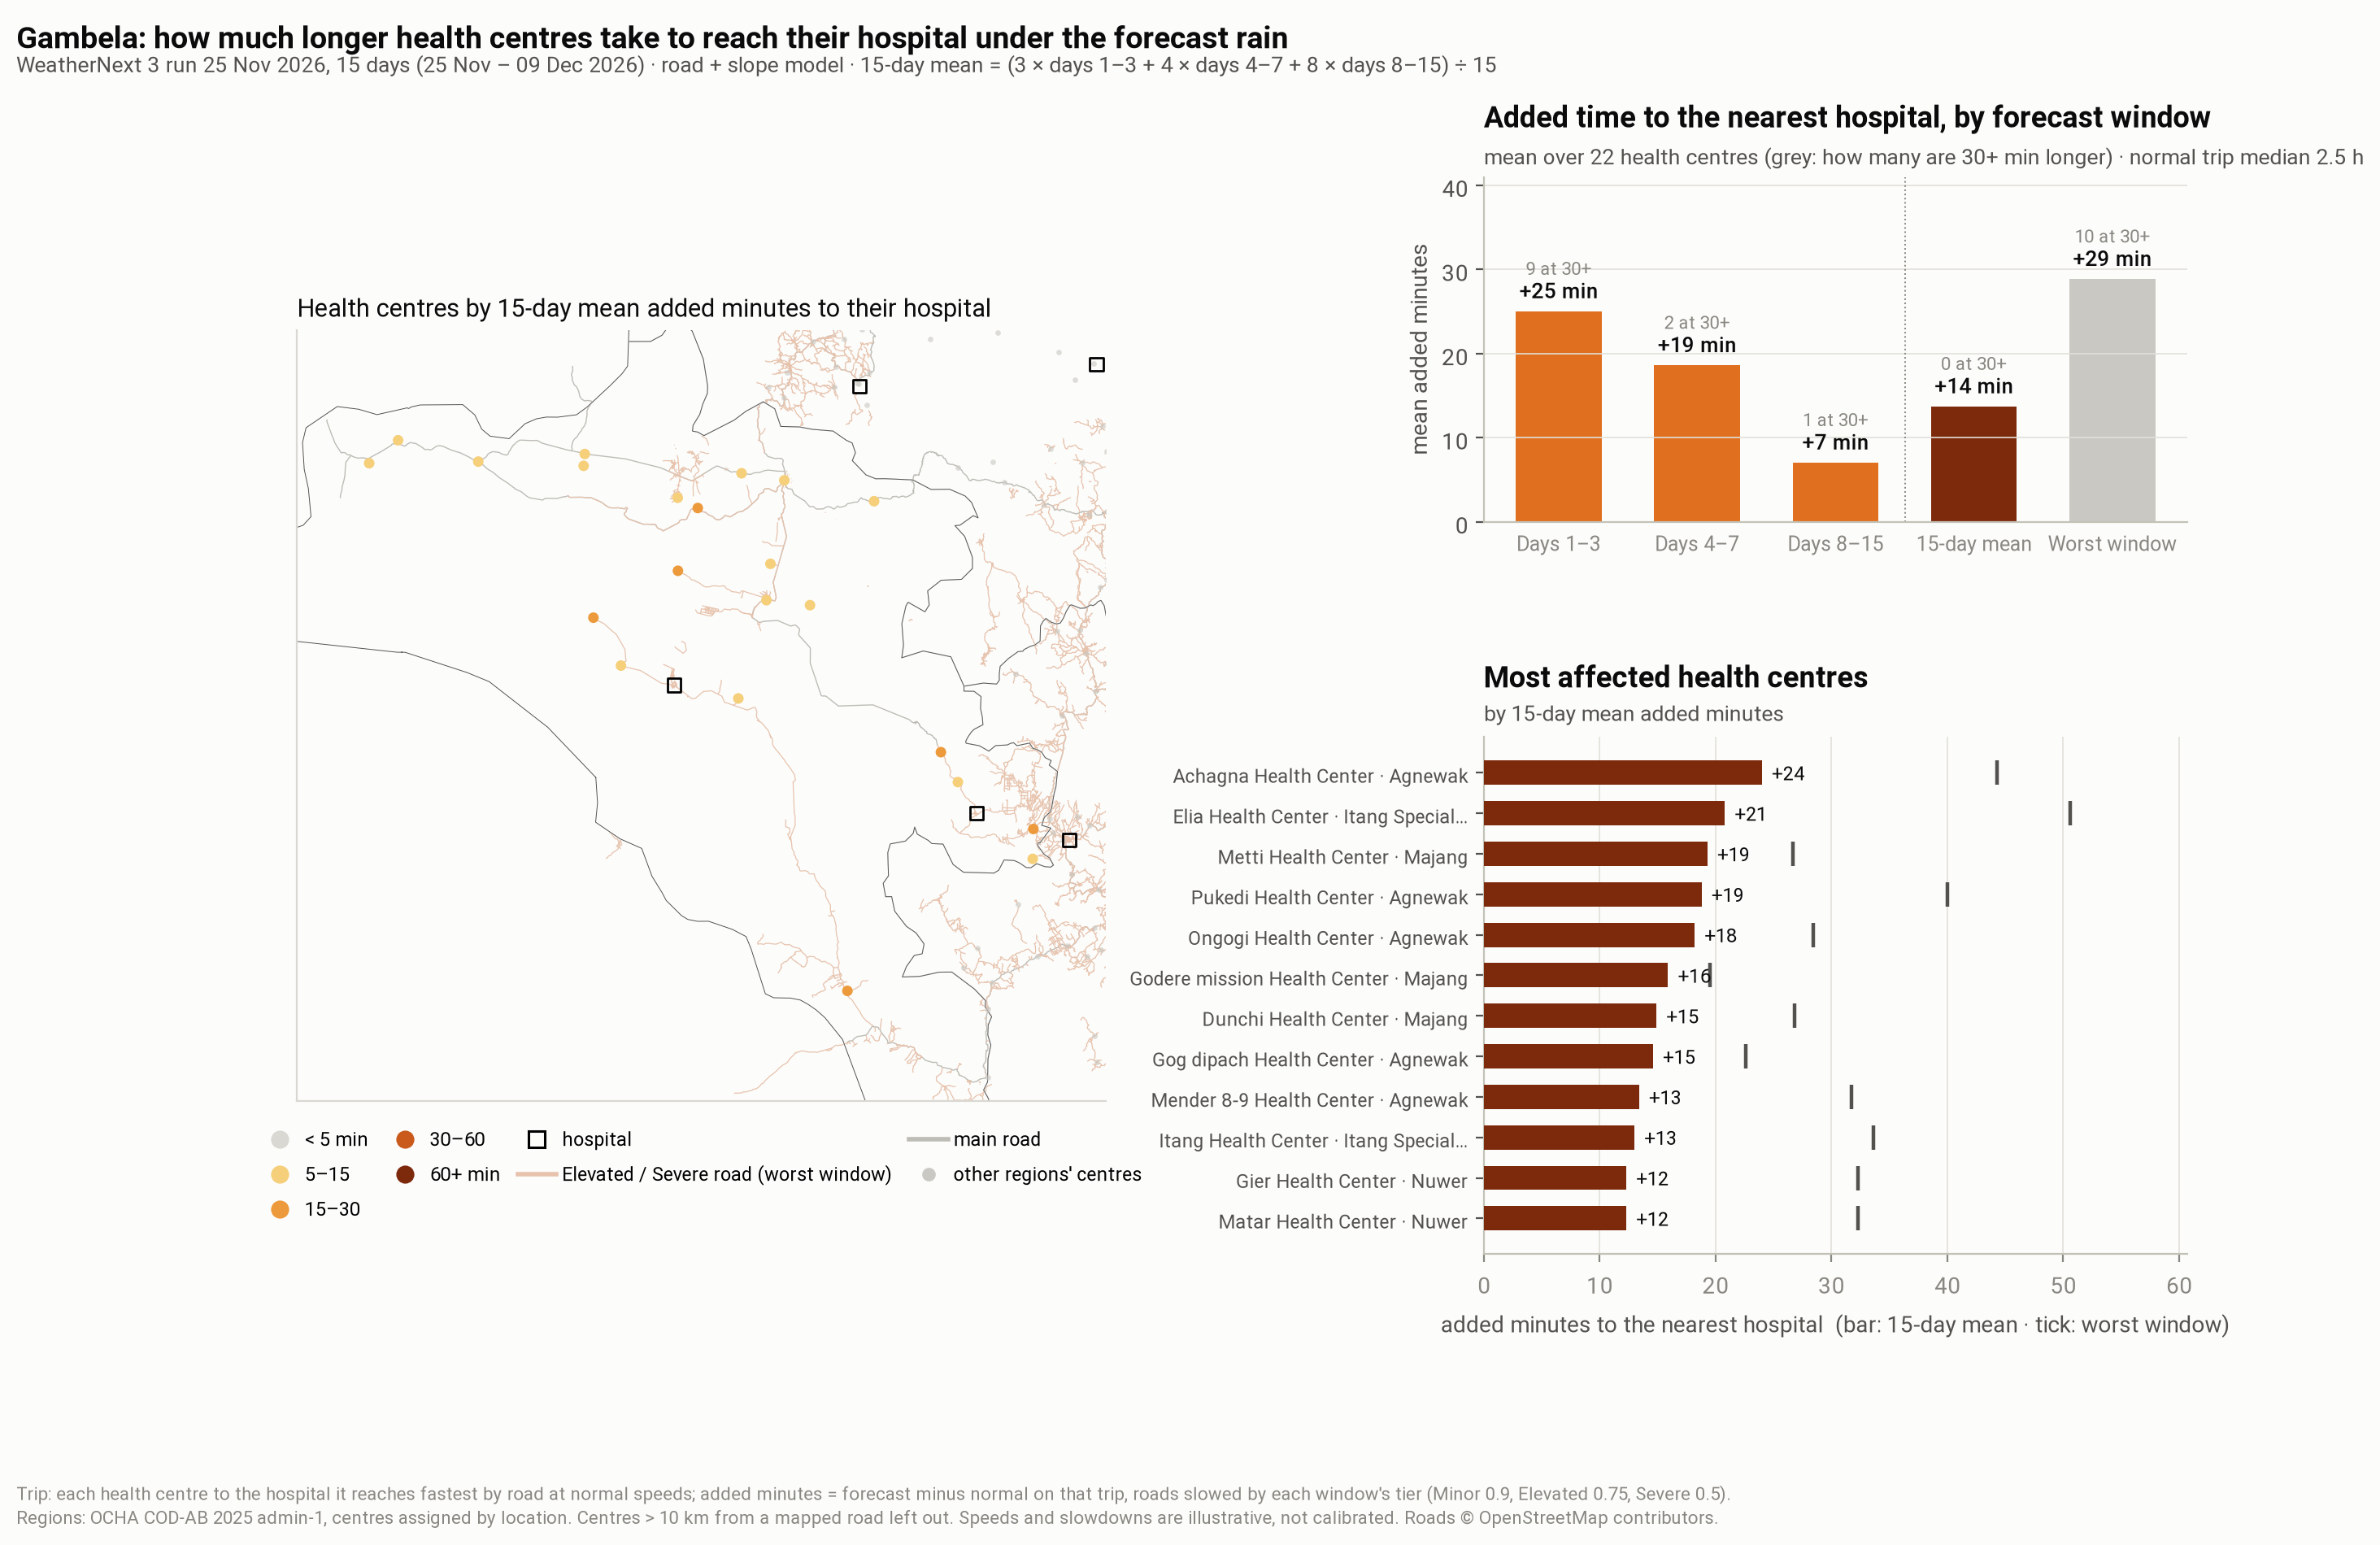 Gambela: how much longer health centres take to reach their hospital under the forecast rain
WeatherNext 3 run 25 Nov 2026, 15 days (25 Nov – 09 Dec 2026) · road + slope model · 15-day mean = (3 × days 1–3 + 4 × days 4–7 + 8 × days 8–15) ÷ 15
Health centres by 15-day mean added minutes to their hospital
< 5 min
5–15
15–30
30–60
60+ min
hospital
Elevated / Severe road (worst window)
main road
other regions' centres
Added time to the nearest hospital, by forecast window
mean over 22 health centres (grey: how many are 30+ min longer) · normal trip median 2.5 h
mean added minutes
40
30
20
10
0
9 at 30+
+25 min
2 at 30+
+19 min
1 at 30+
+7 min
0 at 30+
+14 min
10 at 30+
+29 min
Days 1–3
Days 4–7
Days 8–15
15-day mean
Worst window
Most affected health centres
by 15-day mean added minutes
Achagna Health Center · Agnewak +24
Elia Health Center · Itang Special… +21
Metti Health Center · Majang +19
Pukedi Health Center · Agnewak +19
Ongogi Health Center · Agnewak +18
Godere mission Health Center · Majang +16
Dunchi Health Center · Majang +15
Gog dipach Health Center · Agnewak +15
Mender 8-9 Health Center · Agnewak +13
Itang Health Center · Itang Special… +13
Gier Health Center · Nuwer +12
Matar Health Center · Nuwer +12
0 10 20 30 40 50 60
added minutes to the nearest hospital (bar: 15-day mean · tick: worst window)
Trip: each health centre to the hospital it reaches fastest by road at normal speeds; added minutes = forecast minus normal on that trip, roads slowed by each window's tier (Minor 0.9, Elevated 0.75, Severe 0.5).
Regions: OCHA COD-AB 2025 admin-1, centres assigned by location. Centres > 10 km from a mapped road left out. Speeds and slowdowns are illustrative, not calibrated. Roads © OpenStreetMap contributors.